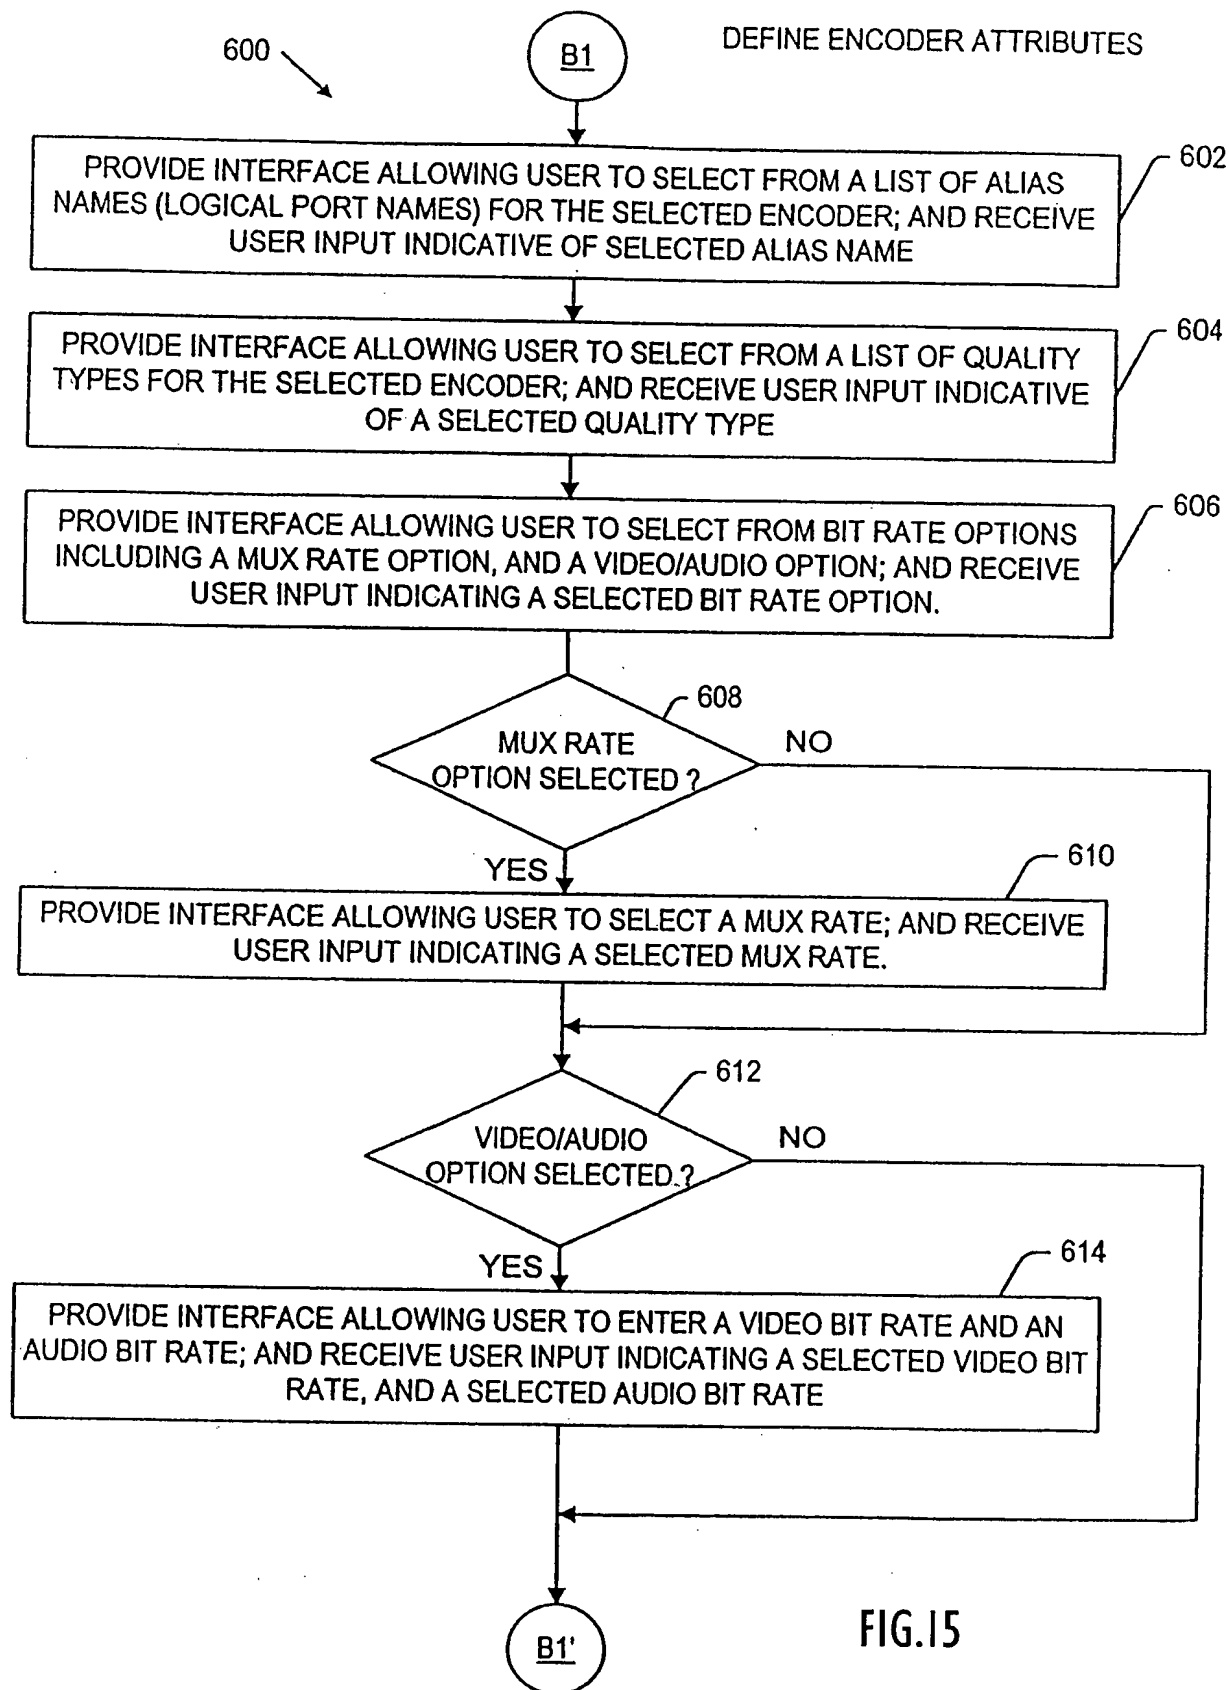 600
B1
DEFINE ENCODER ATTRIBUTES
602
PROVIDE INTERFACE ALLOWING USER TO SELECT FROM A LIST OF ALIAS
NAMES (LOGICAL PORT NAMES) FOR THE SELECTED ENCODER; AND RECEIVE
USER INPUT INDICATIVE OF SELECTED ALIAS NAME
604
PROVIDE INTERFACE ALLOWING USER TO SELECT FROM A LIST OF QUALITY
TYPES FOR THE SELECTED ENCODER; AND RECEIVE USER INPUT INDICATIVE
OF A SELECTED QUALITY TYPE
606
PROVIDE INTERFACE ALLOWING USER TO SELECT FROM BIT RATE OPTIONS
INCLUDING A MUX RATE OPTION, AND A VIDEO/AUDIO OPTION; AND RECEIVE
USER INPUT INDICATING A SELECTED BIT RATE OPTION.
608
MUX RATE
OPTION SELECTED ?
NO
YES
610
PROVIDE INTERFACE ALLOWING USER TO SELECT A MUX RATE; AND RECEIVE
USER INPUT INDICATING A SELECTED MUX RATE.
612
VIDEO/AUDIO
OPTION SELECTED ?
NO
YES
614
PROVIDE INTERFACE ALLOWING USER TO ENTER A VIDEO BIT RATE AND AN
AUDIO BIT RATE; AND RECEIVE USER INPUT INDICATING A SELECTED VIDEO BIT
RATE, AND A SELECTED AUDIO BIT RATE
B1'
FIG.15